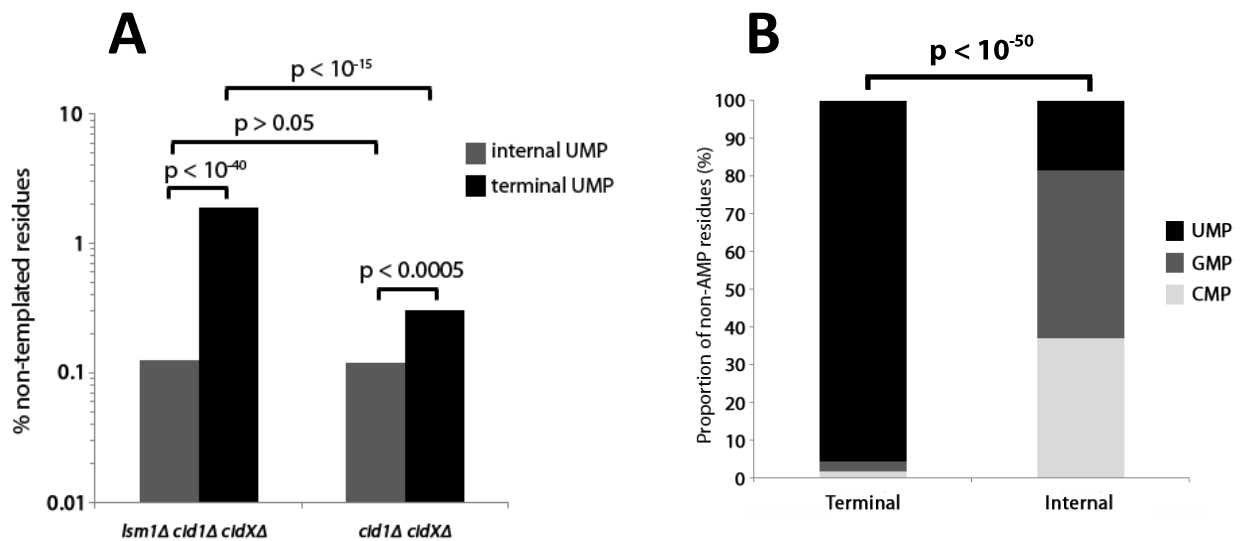 A
p < 10⁻¹⁵
p > 0.05
p < 10⁻⁴⁰
p < 0.0005
internal UMP
terminal UMP
% non-templated residues
10
1
0.1
0.01
lsm1Δ cid1Δ cidXΔ
cid1Δ cidXΔ
B
p < 10⁻⁵⁰
Proportion of non-AMP residues (%)
100
90
80
70
60
50
40
30
20
10
0
Terminal
Internal
UMP
GMP
CMP